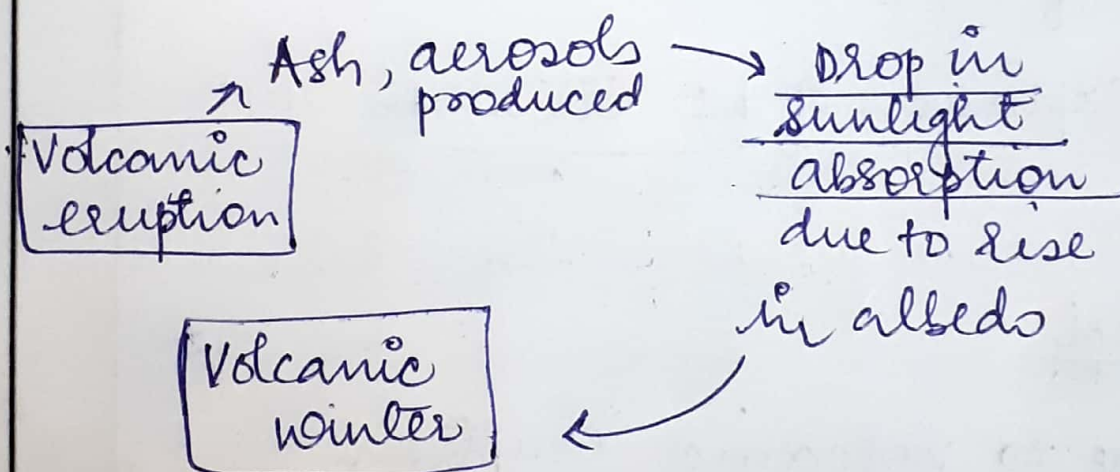 Ash, aerosols
produced
Volcanic
eruption
Drop in
sunlight
absorption
due to rise
in albedo
Volcanic
winter